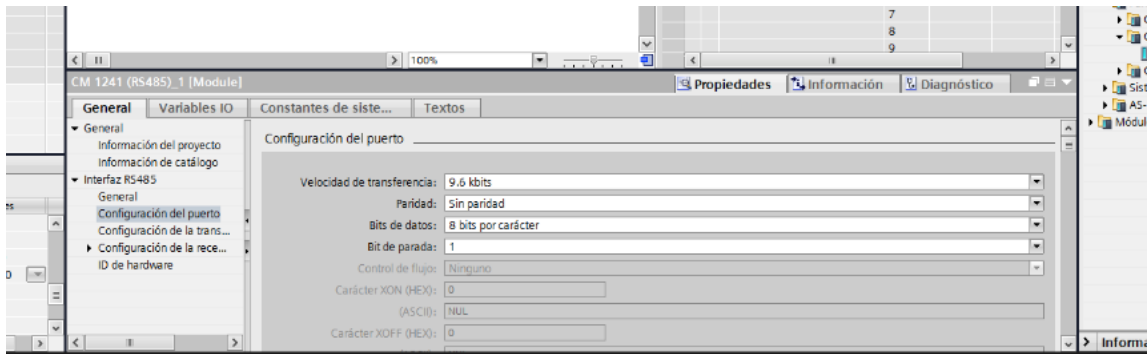 7
8
9
100%
CM 1241 (RS485)_1 [Module]
Propiedades
Información
Diagnóstico
General
Variables IO
Constantes de siste...
Textos
General
Información del proyecto
Información de catálogo
Interfaz RS485
General
Configuración del puerto
Configuración de la trans...
Configuración de la rece...
ID de hardware
Configuración del puerto
Velocidad de transferencia: 9.6 kbits
Paridad: Sin paridad
Bits de datos: 8 bits por carácter
Bit de parada: 1
Control de flujo: Ninguno
Carácter XON (HEX): 0
(ASCII): NUL
Carácter XOFF (HEX): 0
Sist
AS-
Módul
Informa